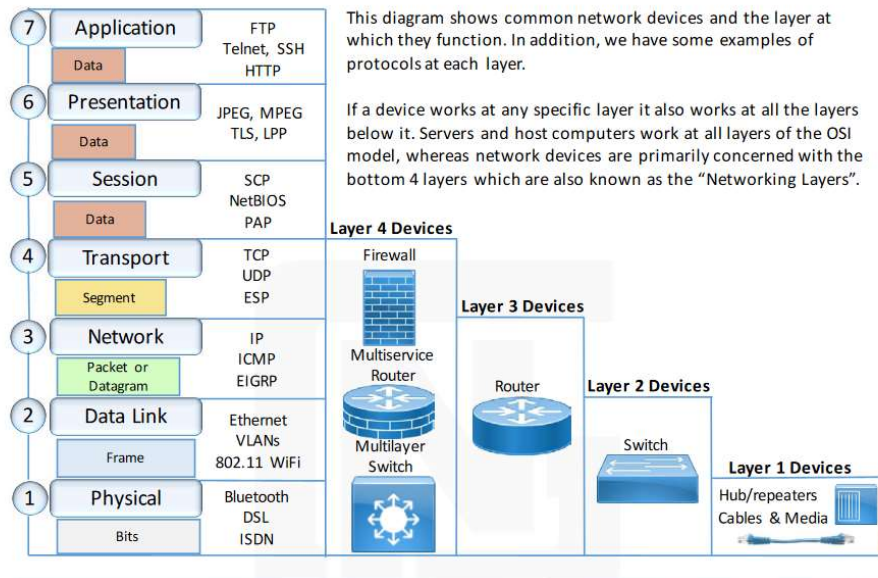 This diagram shows common network devices and the layer at
which they function. In addition, we have some examples of
protocols at each layer.
If a device works at any specific layer it also works at all the layers
below it. Servers and host computers work at all layers of the OSI
model, whereas network devices are primarily concerned with the
bottom 4 layers which are also known as the “Networking Layers”.
7 Application
Data
FTP
Telnet, SSH
HTTP
6 Presentation
Data
JPEG, MPEG
TLS, LPP
5 Session
Data
SCP
NetBIOS
PAP
4 Transport
Segment
TCP
UDP
ESP
3 Network
Packet or
Datagram
IP
ICMP
EIGRP
2 Data Link
Frame
Ethernet
VLANs
802.11 WiFi
1 Physical
Bits
Bluetooth
DSL
ISDN
Layer 4 Devices
Firewall
Multiservice
Router
Multilayer
Switch
Layer 3 Devices
Router
Layer 2 Devices
Switch
Layer 1 Devices
Hub/repeaters
Cables & Media